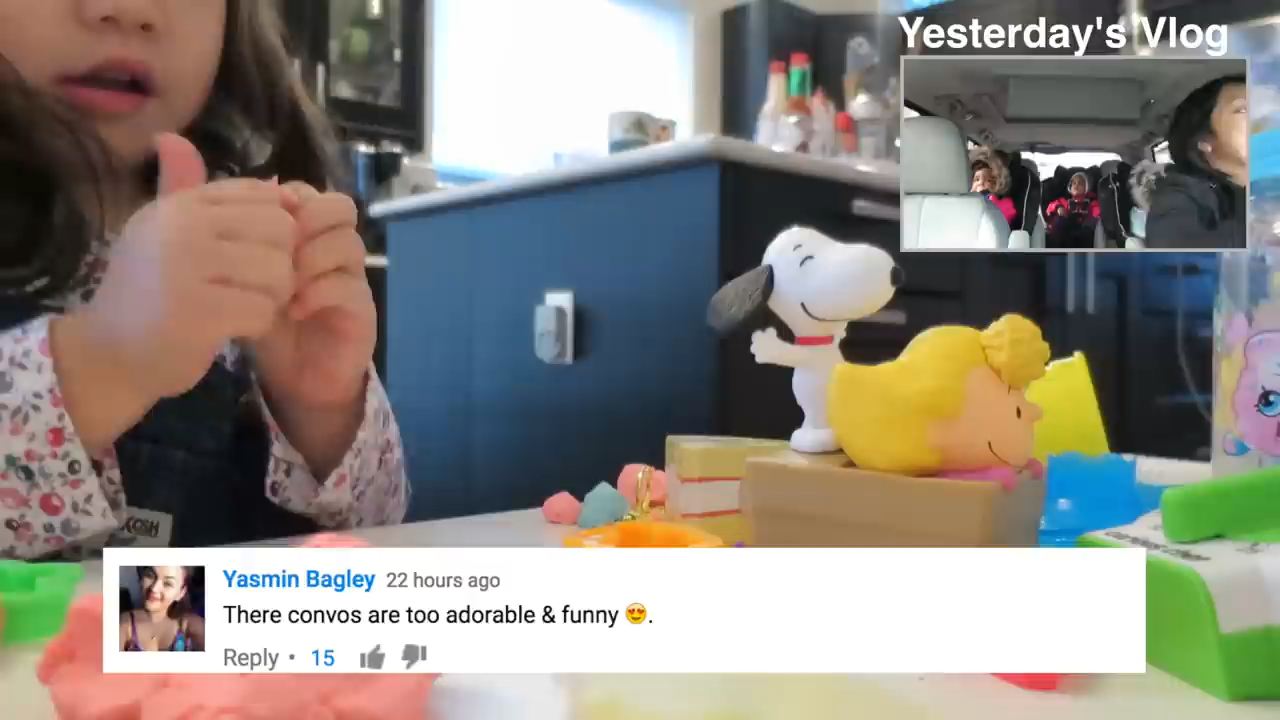 Yesterday's Vlog
Yasmin Bagley 22 hours ago
There convos are too adorable & funny 😍.
Reply • 15